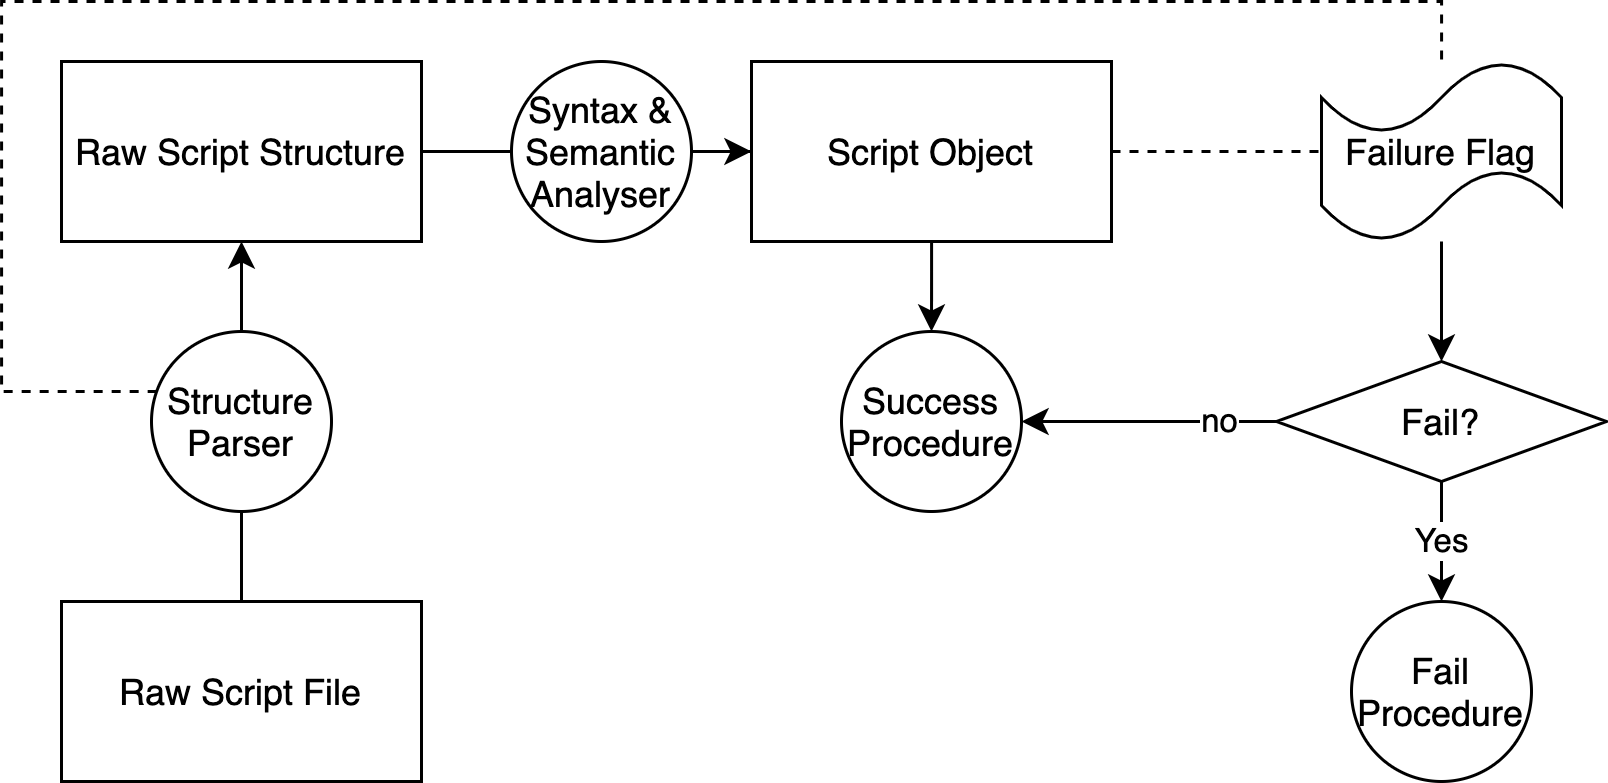 Raw Script Structure
Syntax &
Semantic
Analyser
Script Object
Failure Flag
Structure
Parser
Success
Procedure
no
Fail?
Yes
Raw Script File
Fail
Procedure